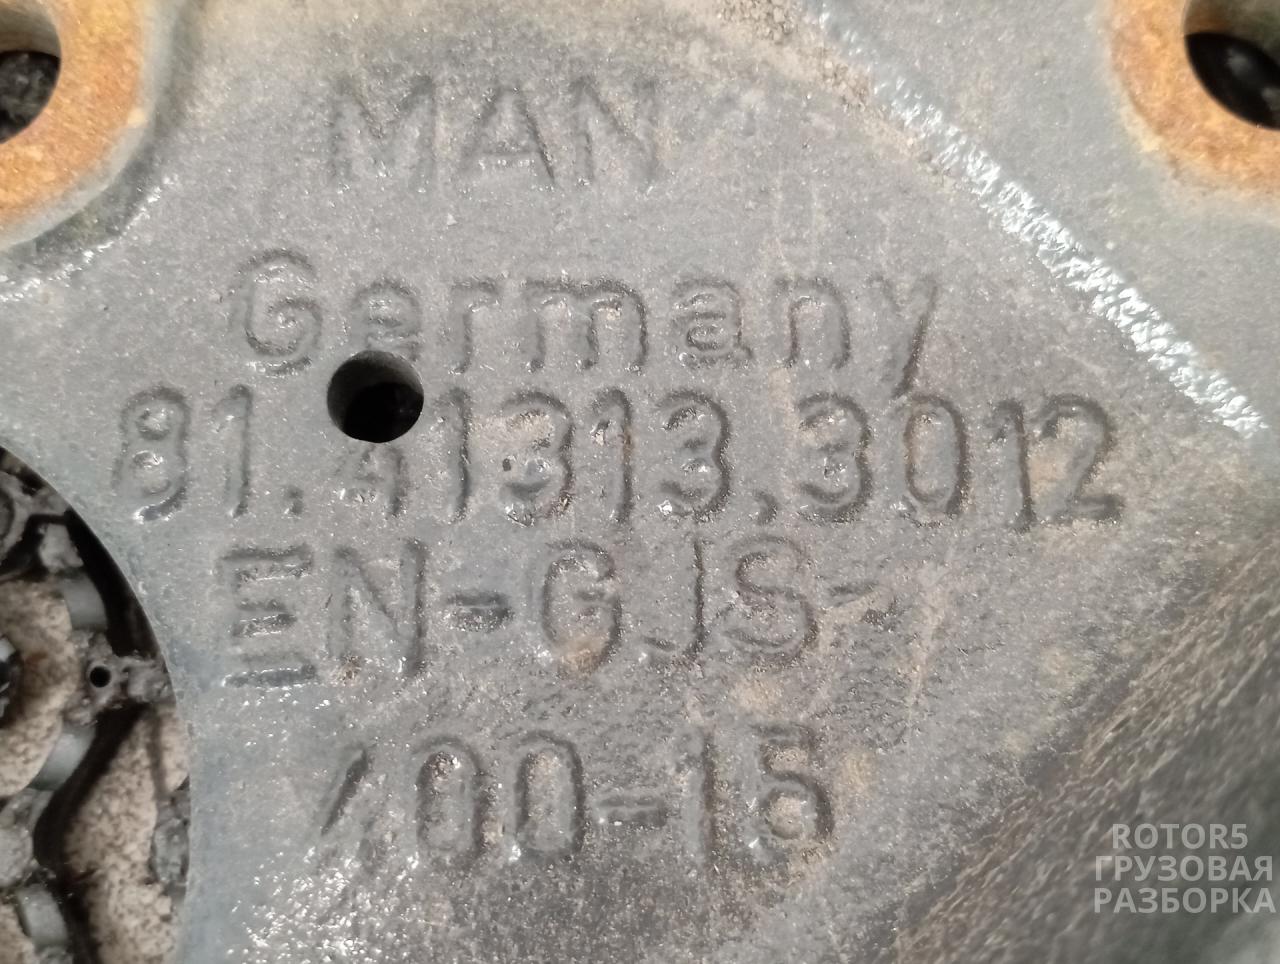 MAN
Germany
81.41313.3012
EN-GJS-
400-15
ROTOR5
ГРУЗОВАЯ
РАЗБОРКА